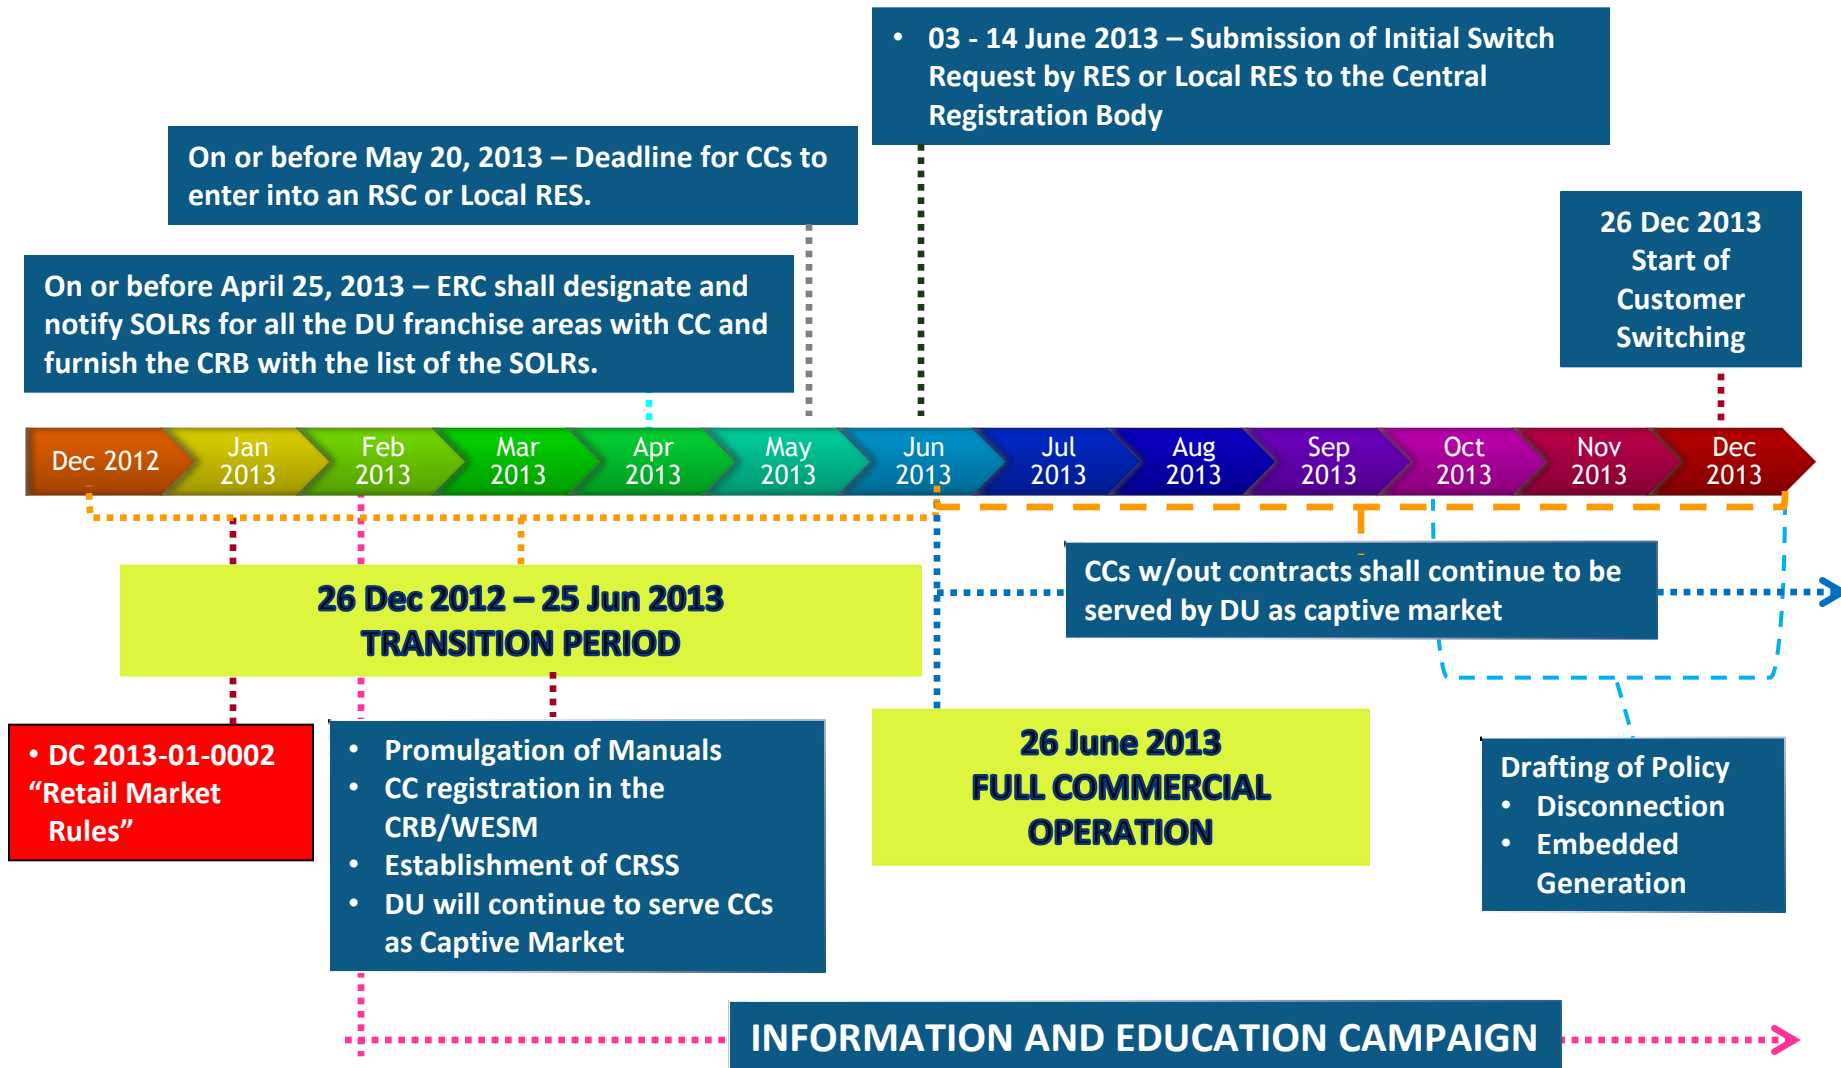 • 03 - 14 June 2013 – Submission of Initial Switch
Request by RES or Local RES to the Central
Registration Body
On or before May 20, 2013 – Deadline for CCs to
enter into an RSC or Local RES.
26 Dec 2013
Start of
Customer
Switching
On or before April 25, 2013 – ERC shall designate and
notify SOLRs for all the DU franchise areas with CC and
furnish the CRB with the list of the SOLRs.
Dec 2012
Jan
2013
Feb
2013
Mar
2013
Apr
2013
May
2013
Jun
2013
Jul
2013
Aug
2013
Sep
2013
Oct
2013
Nov
2013
Dec
2013
26 Dec 2012 – 25 Jun 2013
TRANSITION PERIOD
CCs w/out contracts shall continue to be
served by DU as captive market
• DC 2013-01-0002
“Retail Market
Rules”
• Promulgation of Manuals
• CC registration in the
CRB/WESM
• Establishment of CRSS
• DU will continue to serve CCs
as Captive Market
26 June 2013
FULL COMMERCIAL
OPERATION
Drafting of Policy
• Disconnection
• Embedded
Generation
INFORMATION AND EDUCATION CAMPAIGN